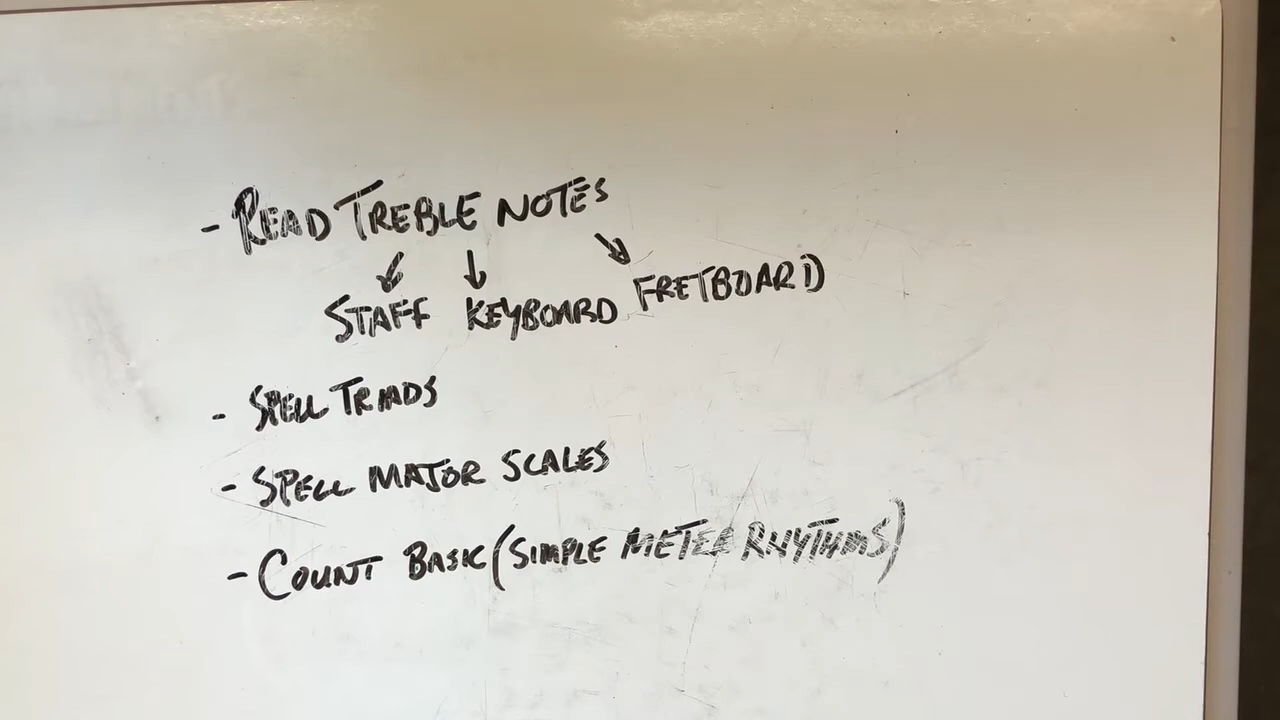 - READ TREBLE NOTES
STAFF KEYBOARD FRETBOARD
- SPELL TRIADS
- SPELL MAJOR SCALES
- COUNT BASIC (SIMPLE METER RHYTHMS)